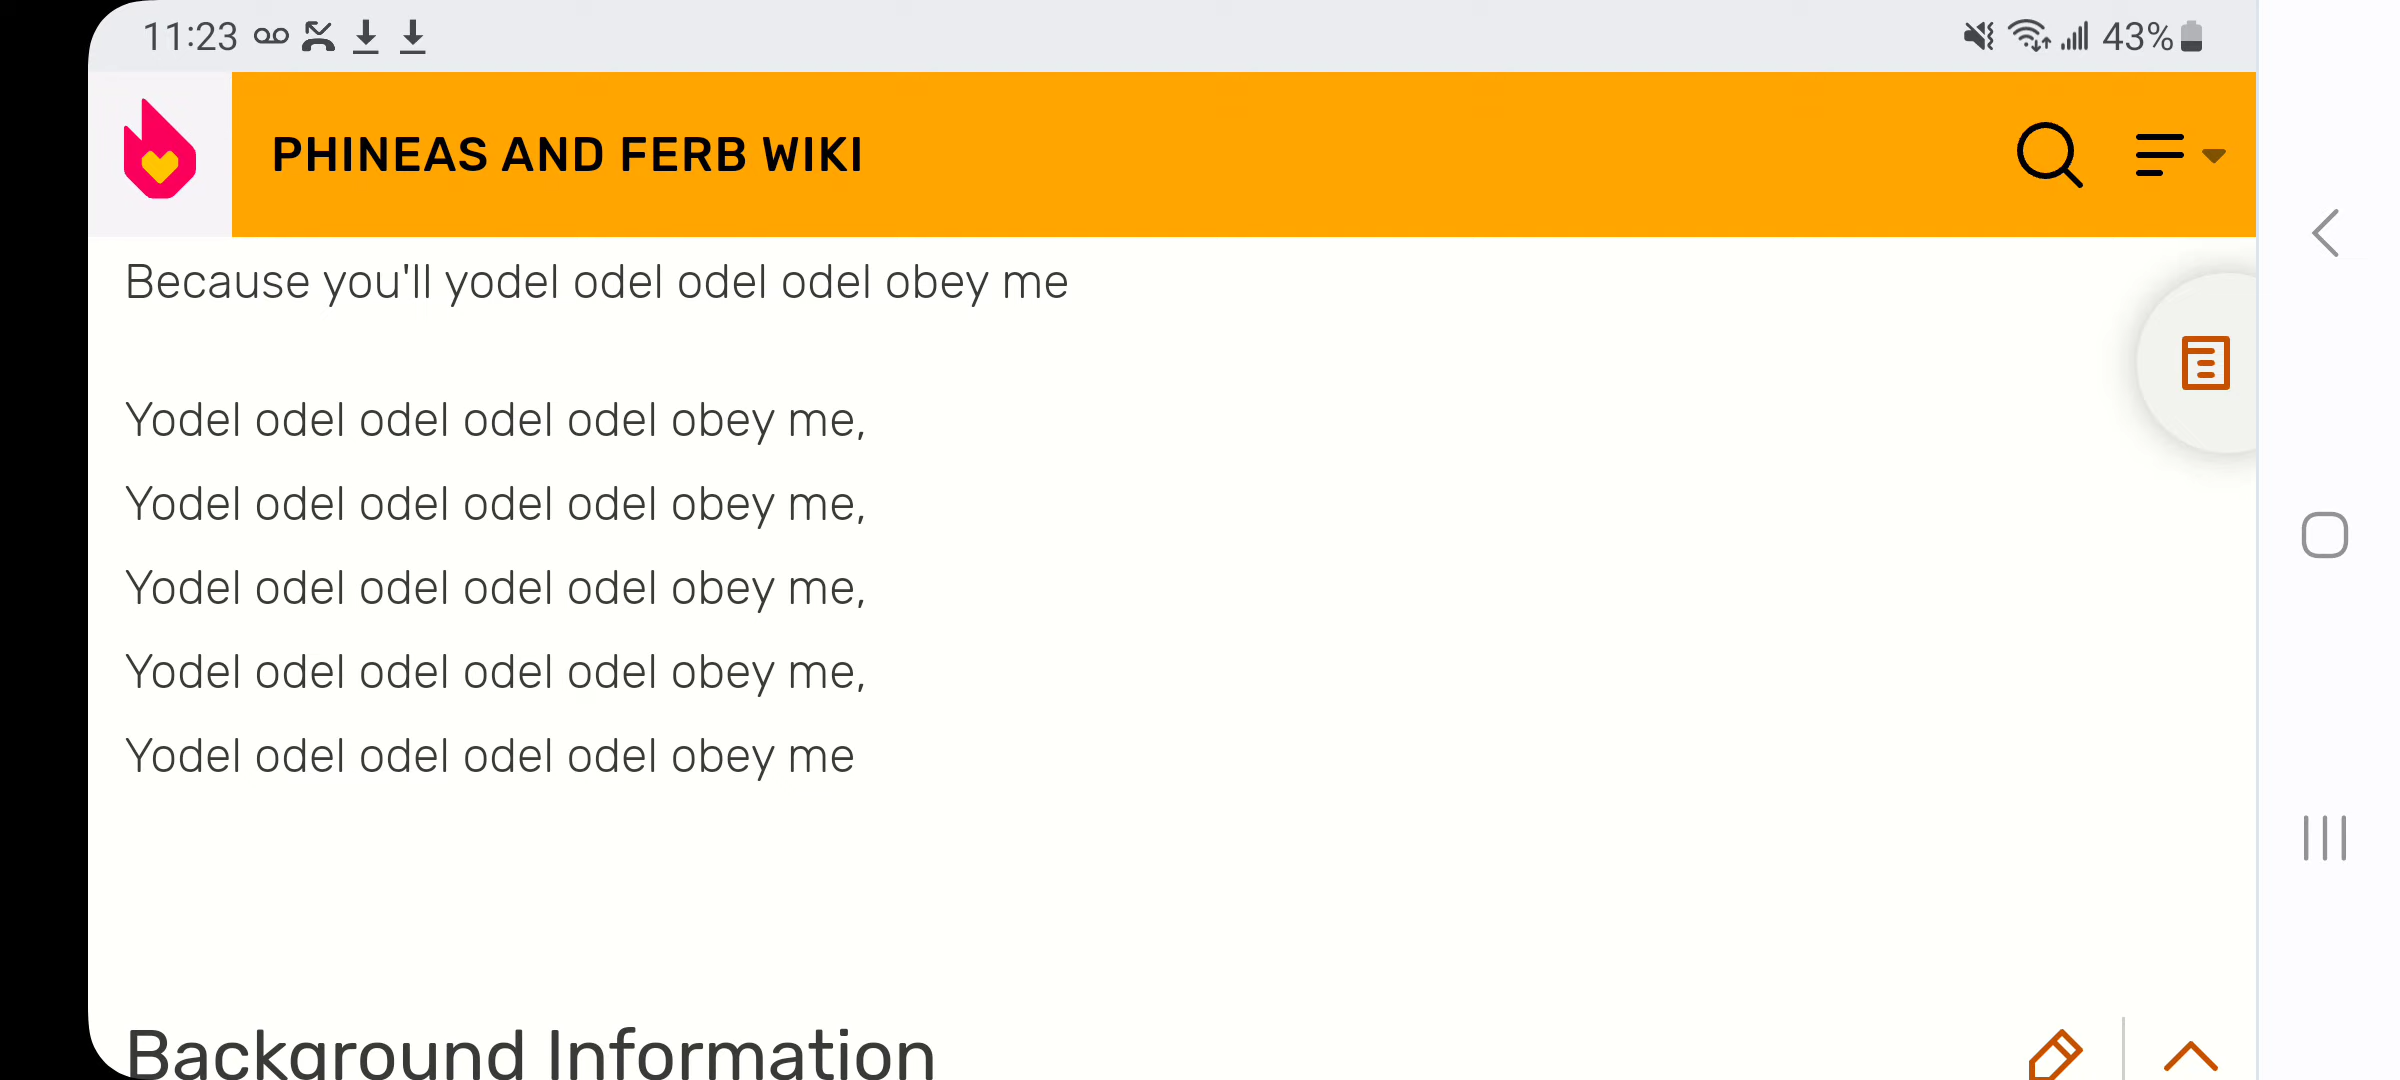 11:23
43%
PHINEAS AND FERB WIKI
Because you'll yodel odel odel odel obey me
Yodel odel odel odel odel obey me,
Yodel odel odel odel odel obey me,
Yodel odel odel odel odel obey me,
Yodel odel odel odel odel obey me,
Yodel odel odel odel odel obey me
Background Information